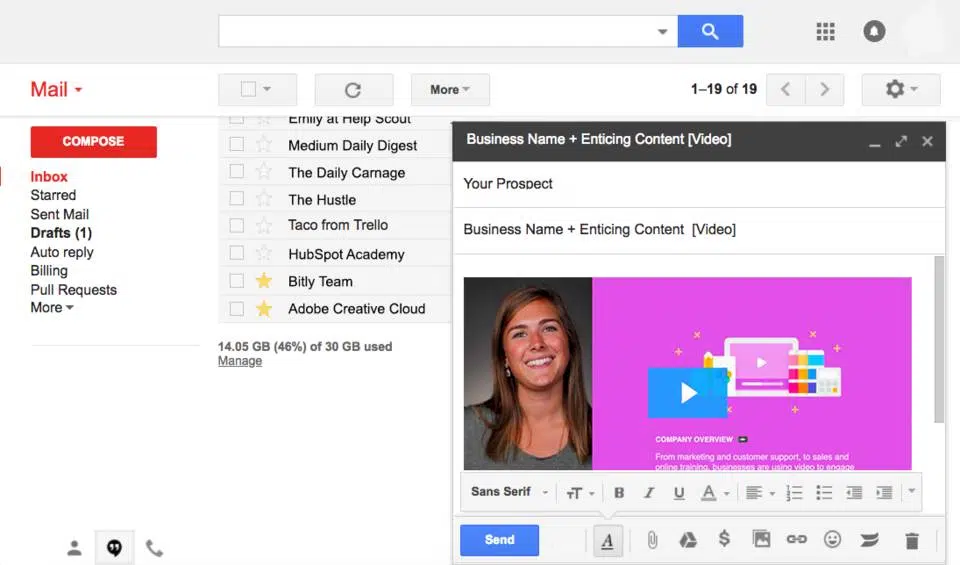 Mail
More
1–19 of 19
COMPOSE
Inbox
Starred
Sent Mail
Drafts (1)
Auto reply
Billing
Pull Requests
More
Emily at Help Scout
Medium Daily Digest
The Daily Carnage
The Hustle
Taco from Trello
HubSpot Academy
Bitly Team
Adobe Creative Cloud
14.05 GB (46%) of 30 GB used
Manage
Business Name + Enticing Content [Video]
Your Prospect
Business Name + Enticing Content [Video]
COMPANY OVERVIEW
From marketing and customer support, to sales and
online training, businesses are using video to engage
Sans Serif
Send